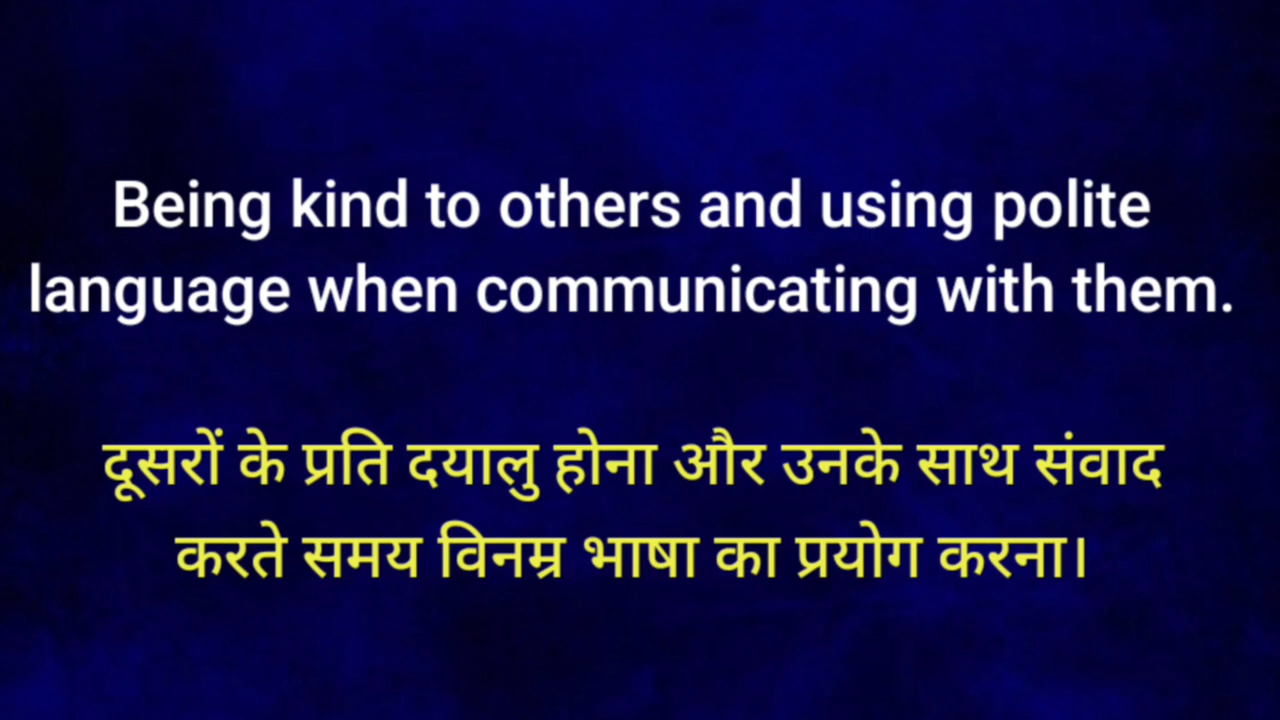 Being kind to others and using polite
language when communicating with them.
दूसरों के प्रति दयालु होना और उनके साथ संवाद
करते समय विनम्र भाषा का प्रयोग करना।